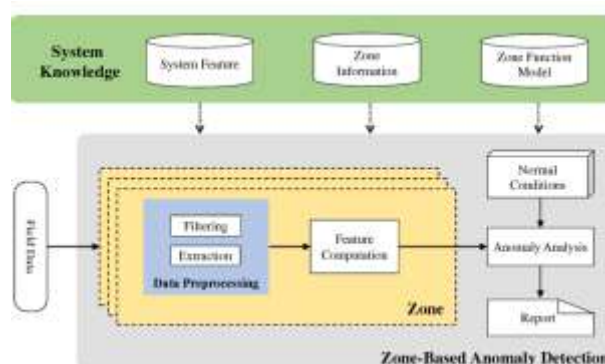 System
Knowledge
System Feature
Zone
Information
Zone Function
Model
Field Data
Filtering
Extraction
Data Preprocessing
Feature
Computation
Zone
Normal
Conditions
Anomaly Analysis
Report
Zone-Based Anomaly Detection